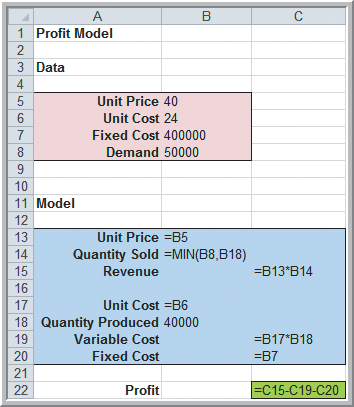 A B C
1 Profit Model
2
3 Data
4
5 Unit Price 40
6 Unit Cost 24
7 Fixed Cost 400000
8 Demand 50000
9
10
11 Model
12
13 Unit Price =B5
14 Quantity Sold =MIN(B8,B18)
15 Revenue =B13*B14
16
17 Unit Cost =B6
18 Quantity Produced 40000
19 Variable Cost =B17*B18
20 Fixed Cost =B7
21
22 Profit =C15-C19-C20